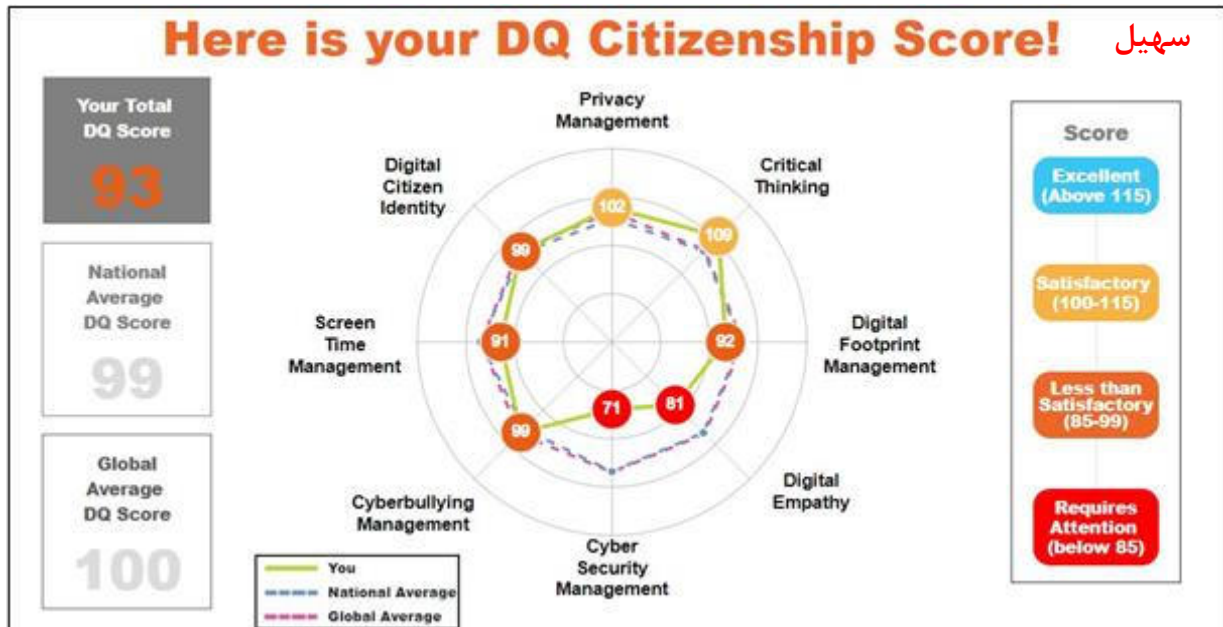 Here is your DQ Citizenship Score!
سهيل
Your Total
DQ Score
93
National
Average
DQ Score
99
Global
Average
DQ Score
100
Privacy
Management
Critical
Thinking
Digital
Footprint
Management
Digital
Empathy
Cyber
Security
Management
Cyberbullying
Management
Screen
Time
Management
Digital
Citizen
Identity
102
109
92
81
71
99
91
99
You
National Average
Global Average
Score
Excellent
(Above 115)
Satisfactory
(100-115)
Less than
Satisfactory
(85-99)
Requires
Attention
(below 85)